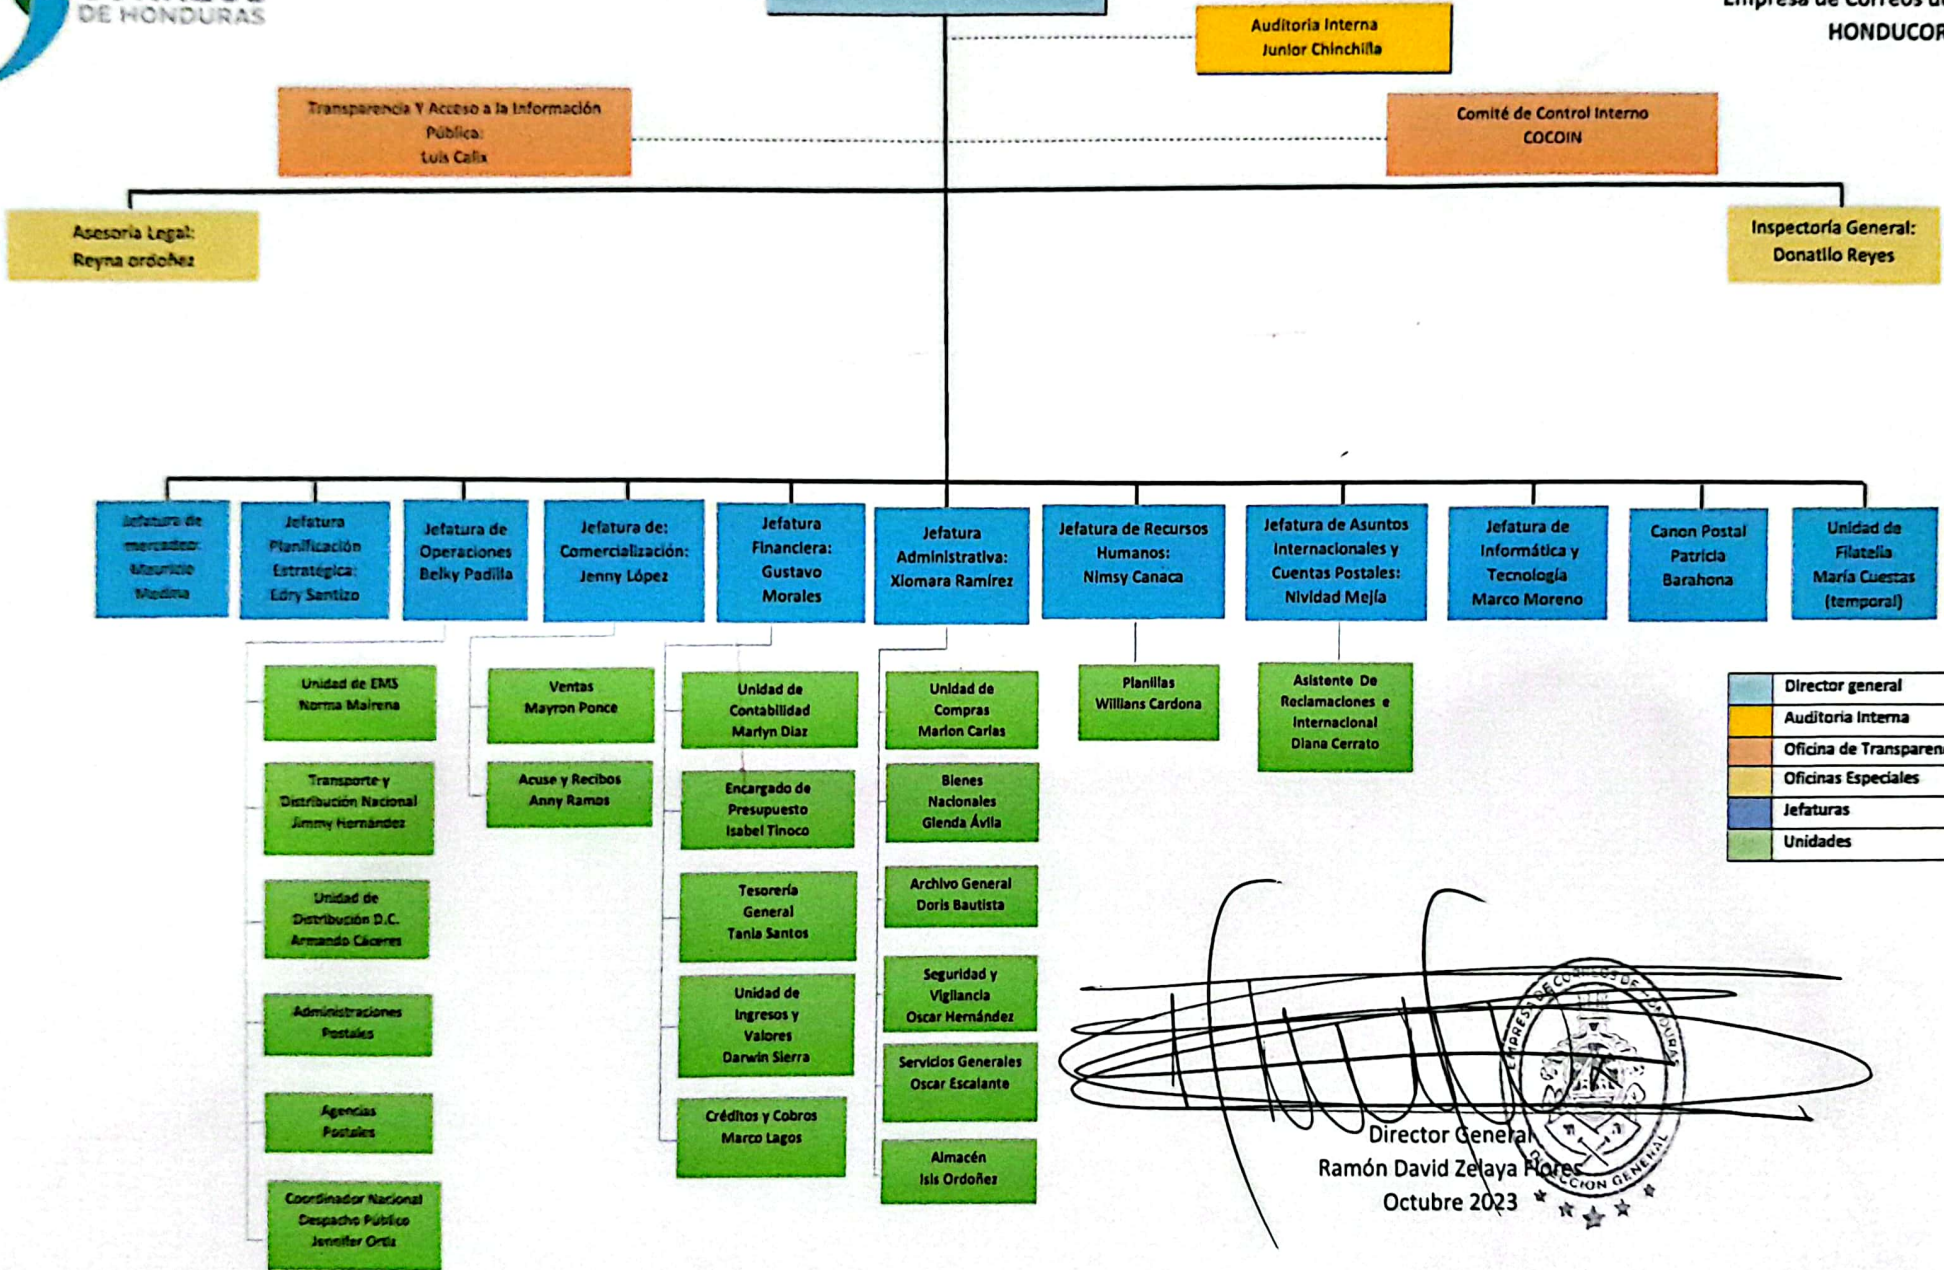 DE HONDURAS
Empresa de Correos de
HONDUCOR
Auditoria Interna
Junior Chinchilla
Transparencia Y Acceso a la Información
Pública:
Luis Calix
Comité de Control Interno
COCOIN
Asesoría Legal:
Reyna ordoñez
Inspectoría General:
Donatilo Reyes
Jefatura de
mercadeo:
Mauricio
Medina
Jefatura
Planificación
Estratégica:
Edry Santizo
Jefatura de
Operaciones
Belky Padilla
Jefatura de:
Comercialización:
Jenny López
Jefatura
Financiera:
Gustavo
Morales
Jefatura
Administrativa:
Xiomara Ramírez
Jefatura de Recursos
Humanos:
Nimsy Canaca
Jefatura de Asuntos
Internacionales y
Cuentas Postales:
Nividad Mejía
Jefatura de
Informática y
Tecnología
Marco Moreno
Canon Postal
Patricia
Barahona
Unidad de
Filatelia
María Cuestas
(temporal)
Unidad de EMS
Norma Mairena
Transporte y
Distribución Nacional
Jimmy Hernández
Unidad de
Distribución D.C.
Armando Cáceres
Administraciones
Postales
Agencias
Postales
Coordinador Nacional
Despacho Público
Jennifer Ortiz
Ventas
Mayron Ponce
Acuse y Recibos
Anny Ramos
Unidad de
Contabilidad
Marlyn Diaz
Encargado de
Presupuesto
Isabel Tinoco
Tesorería
General
Tania Santos
Unidad de
Ingresos y
Valores
Darwin Sierra
Créditos y Cobros
Marco Lagos
Unidad de
Compras
Marlon Carias
Bienes
Nacionales
Glenda Ávila
Archivo General
Doris Bautista
Seguridad y
Vigilancia
Oscar Hernández
Servicios Generales
Oscar Escalante
Almacén
Isis Ordoñez
Planillas
Willians Cardona
Asistente De
Reclamaciones e
Internacional
Diana Cerrato
Director general
Auditoria Interna
Oficina de Transparen
Oficinas Especiales
Jefaturas
Unidades
EMPRESA DE CORREOS DE HONDURAS
DIRECCION GENERAL
Director General
Ramón David Zelaya Flores
Octubre 2023